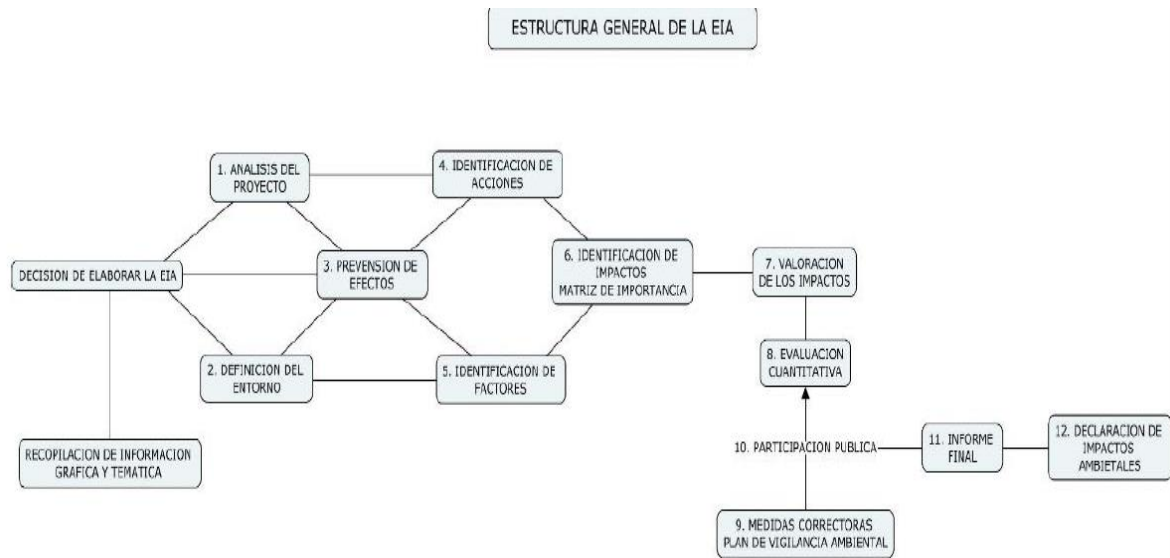 ESTRUCTURA GENERAL DE LA EIA
1. ANALISIS DEL
PROYECTO
4. IDENTIFICACION DE
ACCIONES
DECISION DE ELABORAR LA EIA
3. PREVENSION DE
EFECTOS
6. IDENTIFICACION DE
IMPACTOS
MATRIZ DE IMPORTANCIA
7. VALORACION
DE LOS IMPACTOS
2. DEFINICION DEL
ENTORNO
5. IDENTIFICACION DE
FACTORES
8. EVALUACION
CUANTITATIVA
RECOPILACION DE INFORMACION
GRAFICA Y TEMATICA
10. PARTICIPACION PUBLICA
11. INFORME
FINAL
12. DECLARACION DE
IMPACTOS
AMBIETALES
9. MEDIDAS CORRECTORAS
PLAN DE VIGILANCIA AMBIENTAL